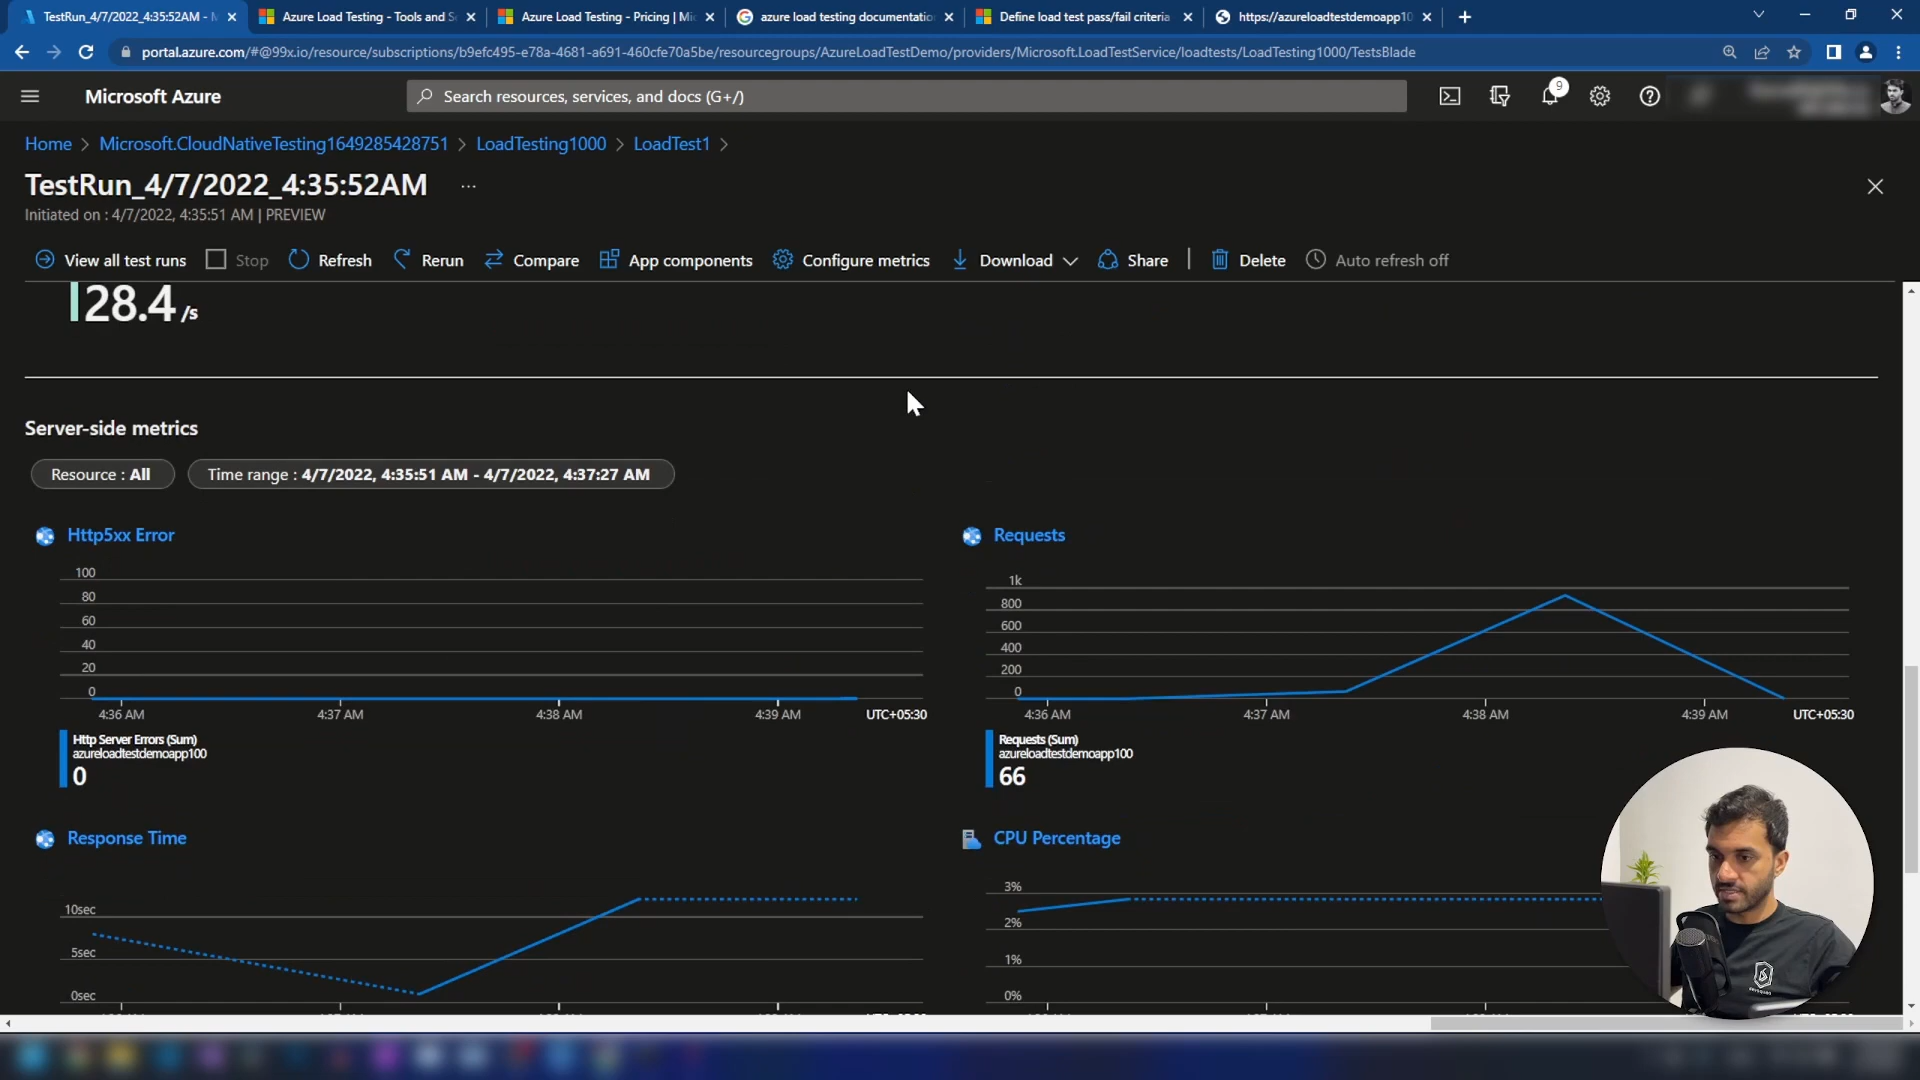 TestRun_4/7/2022_4:35:52AM -
Azure Load Testing - Tools and S
Azure Load Testing - Pricing | Mi
azure load testing documentatio
Define load test pass/fail criteria
https://azureloadtestdemoapp10
portal.azure.com/#@99x.io/resource/subscriptions/b9efc495-e78a-4681-a691-460cfe70a5be/resourcegroups/AzureLoadTestDemo/providers/Microsoft.LoadTestService/loadtests/LoadTesting1000/TestsBlade
Microsoft Azure
Search resources, services, and docs (G+/)
9
Home > Microsoft.CloudNativeTesting1649285428751 > LoadTesting1000 > LoadTest1 >
TestRun_4/7/2022_4:35:52AM ...
Initiated on : 4/7/2022, 4:35:51 AM | PREVIEW
View all test runs Stop Refresh Rerun Compare App components Configure metrics Download Share Delete Auto refresh off
28.4 /s
Server-side metrics
Resource : All
Time range : 4/7/2022, 4:35:51 AM - 4/7/2022, 4:37:27 AM
Http5xx Error
100
80
60
40
20
0
4:36 AM 4:37 AM 4:38 AM 4:39 AM UTC+05:30
Http Server Errors (Sum)
azureloadtestdemoapp100
0
Requests
1k
800
600
400
200
0
4:36 AM 4:37 AM 4:38 AM 4:39 AM UTC+05:30
Requests (Sum)
azureloadtestdemoapp100
66
Response Time
10sec
5sec
0sec
CPU Percentage
3%
2%
1%
0%